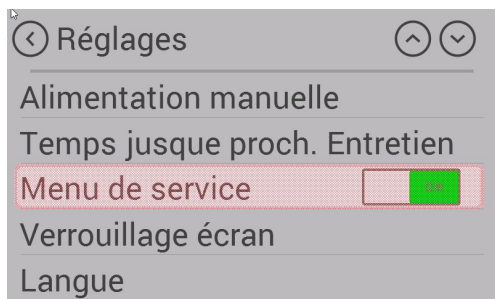 Réglages
Alimentation manuelle
Temps jusque proch. Entretien
Menu de service
Verrouillage écran
Langue